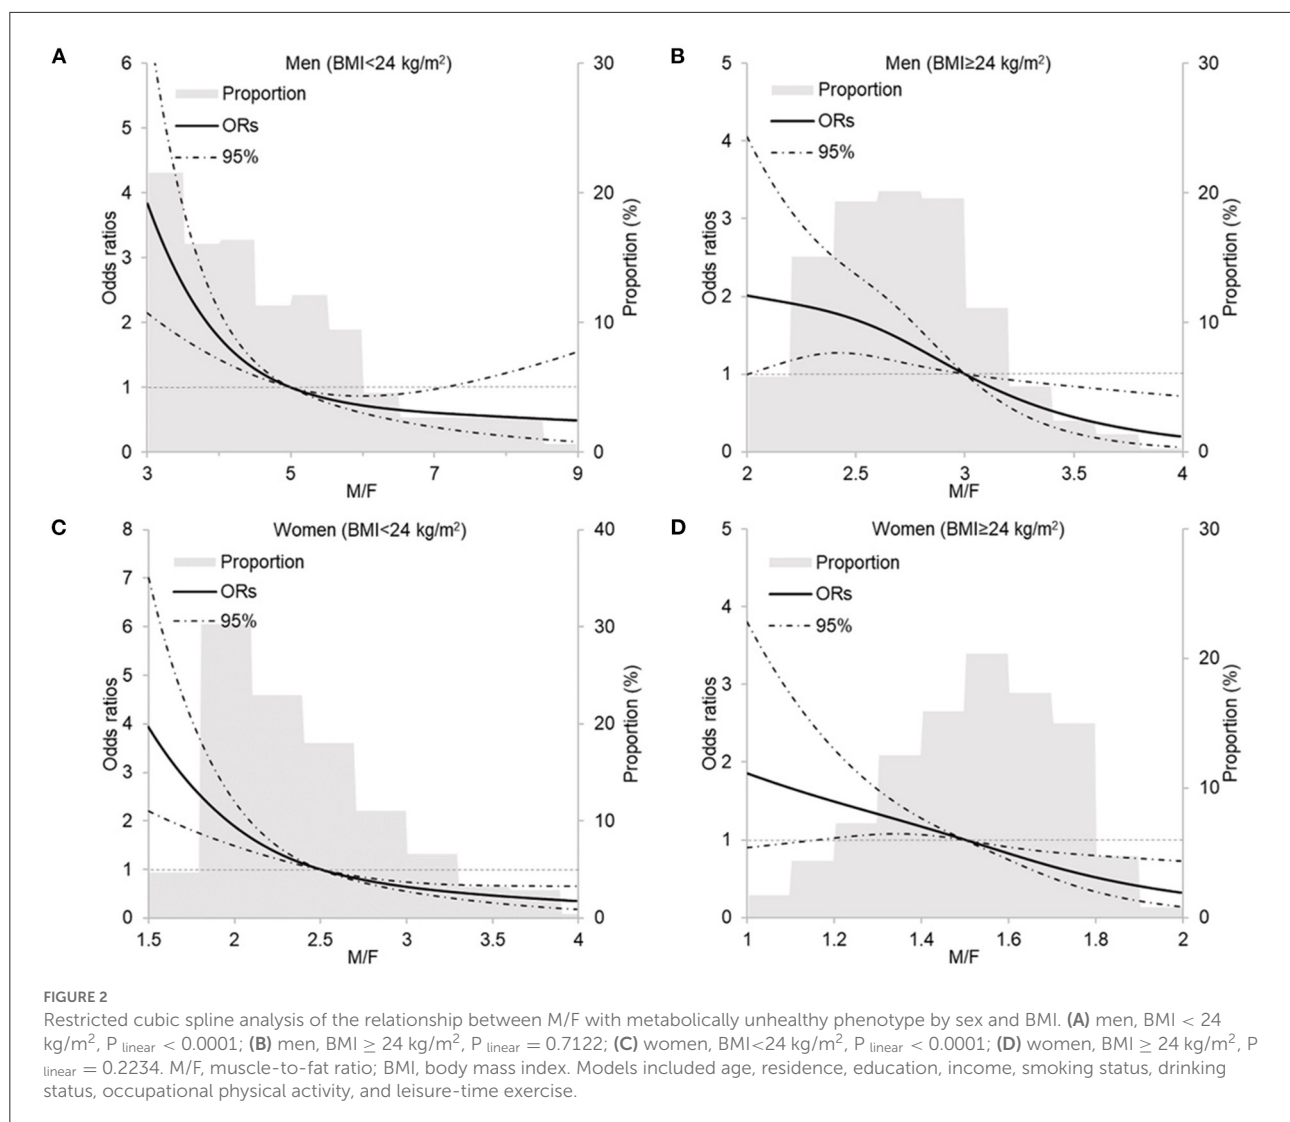 A
Men (BMI<24 kg/m²)
Proportion
ORs
95%
Odds ratios
6
5
4
3
2
1
0
30
20
10
0
Proportion (%)
3 5 7 9
M/F
B
Men (BMI≥24 kg/m²)
Proportion
ORs
95%
Odds ratios
5
4
3
2
1
0
30
20
10
0
Proportion (%)
2 2.5 3 3.5 4
M/F
C
Women (BMI<24 kg/m²)
Proportion
ORs
95%
Odds ratios
8
7
6
5
4
3
2
1
0
40
30
20
10
0
Proportion (%)
1.5 2 2.5 3 3.5 4
M/F
D
Women (BMI≥24 kg/m²)
Proportion
ORs
95%
Odds ratios
5
4
3
2
1
0
30
20
10
0
Proportion (%)
1 1.2 1.4 1.6 1.8 2
M/F
FIGURE 2
Restricted cubic spline analysis of the relationship between M/F with metabolically unhealthy phenotype by sex and BMI. (A) men, BMI < 24
kg/m², P linear < 0.0001; (B) men, BMI ≥ 24 kg/m², P linear = 0.7122; (C) women, BMI<24 kg/m², P linear < 0.0001; (D) women, BMI ≥ 24 kg/m², P
linear = 0.2234. M/F, muscle-to-fat ratio; BMI, body mass index. Models included age, residence, education, income, smoking status, drinking
status, occupational physical activity, and leisure-time exercise.